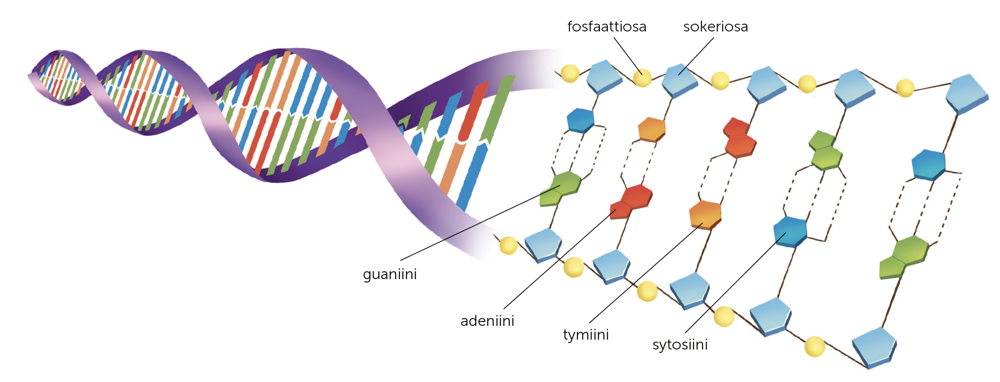 fosfaattiosa
sokeriosa
guaniini
adeniini
tymiini
sytosiini